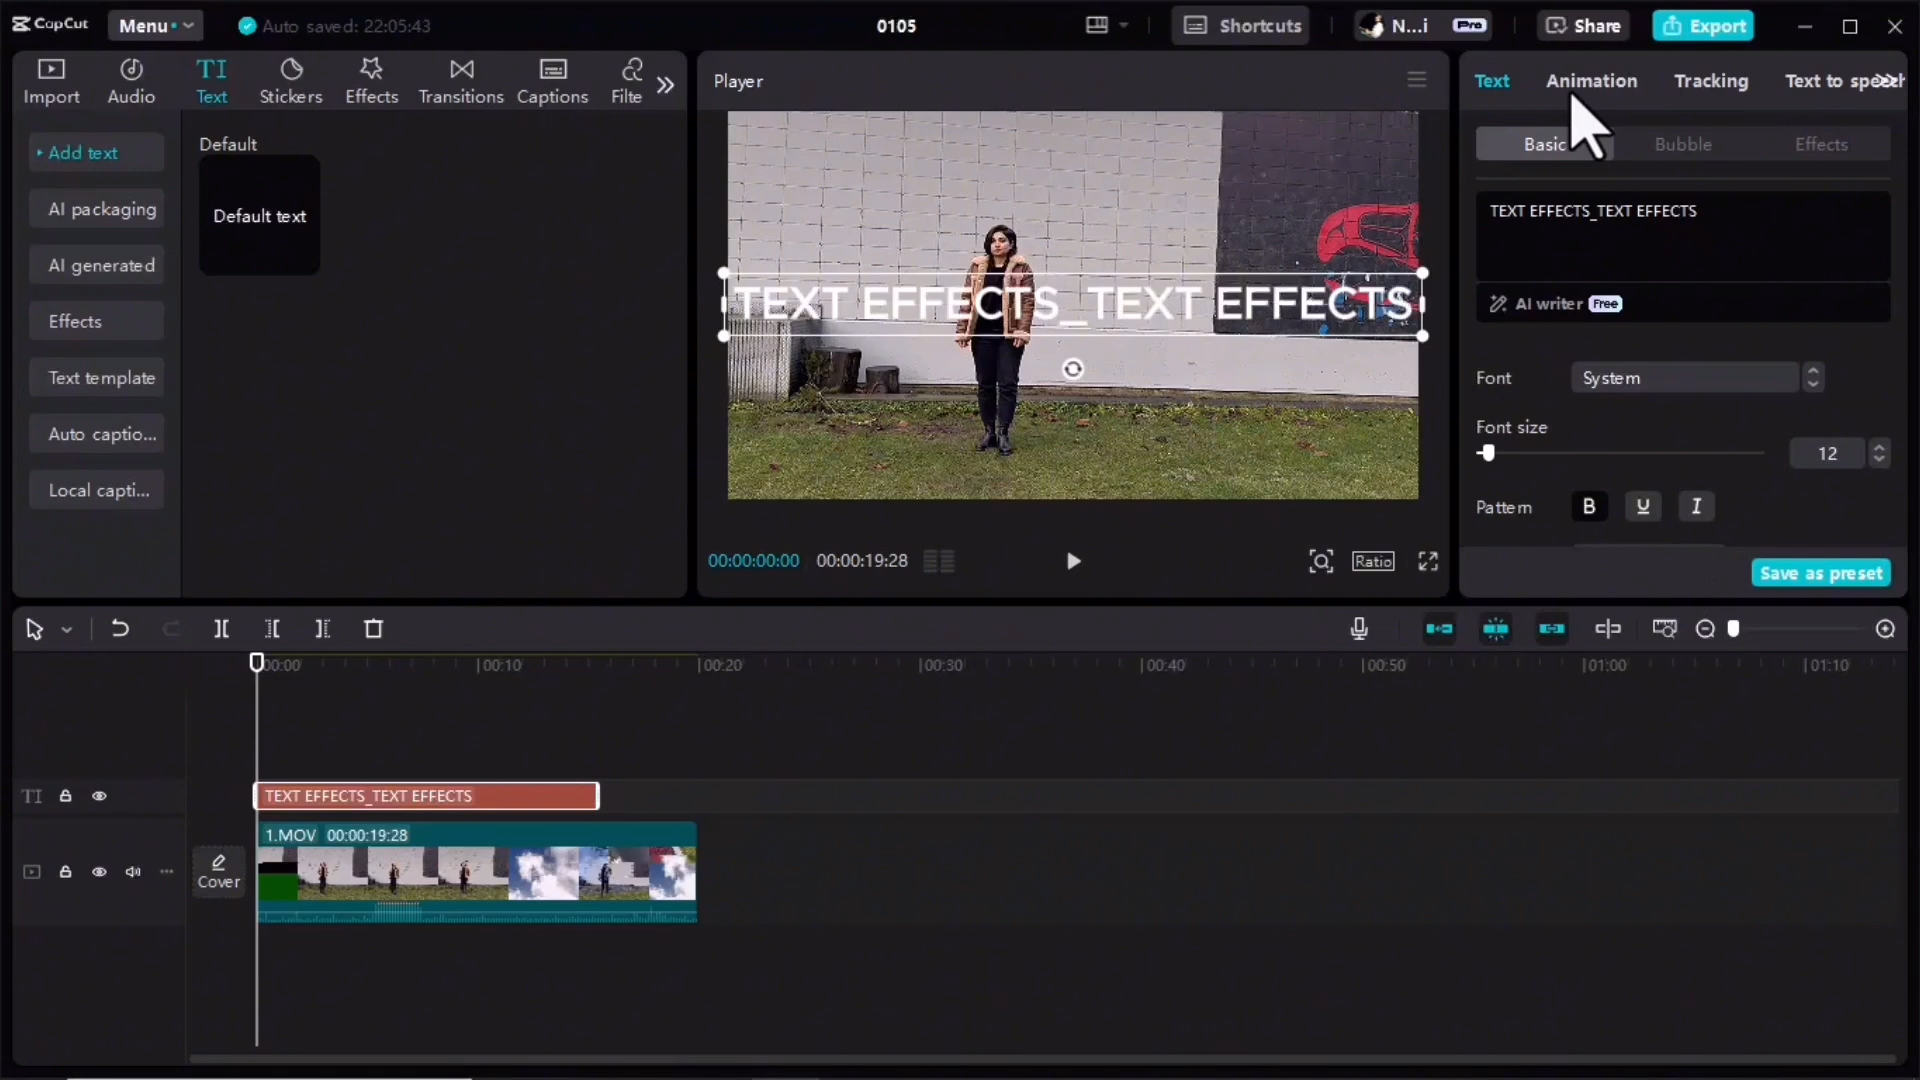 CapCut
Menu
Auto saved: 22:05:43
0105
Shortcuts
N...i
Pro
Share
Export
Import
Audio
TI
Text
Stickers
Effects
Transitions
Captions
Filte
Player
Text
Animation
Tracking
Text to speech
Add text
AI packaging
AI generated
Effects
Text template
Auto captio...
Local capti...
Default
Default text
TEXT EFFECTS_TEXT EFFECTS
00:00:00:00
00:00:19:28
Ratio
Basic
Bubble
Effects
TEXT EFFECTS_TEXT EFFECTS
AI writer
Free
Font
System
Font size
12
Pattern
B
U
I
Save as preset
00:00
00:10
00:20
00:30
00:40
00:50
01:00
01:10
TI
TEXT EFFECTS_TEXT EFFECTS
1.MOV
00:00:19:28
Cover